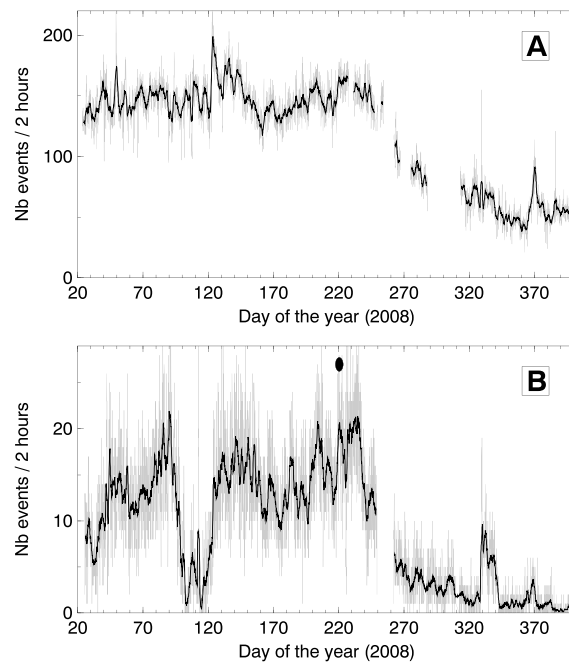 A
200
100
0
Nb events / 2 hours
20 70 120 170 220 270 320 370
Day of the year (2008)
B
20
10
0
Nb events / 2 hours
20 70 120 170 220 270 320 370
Day of the year (2008)